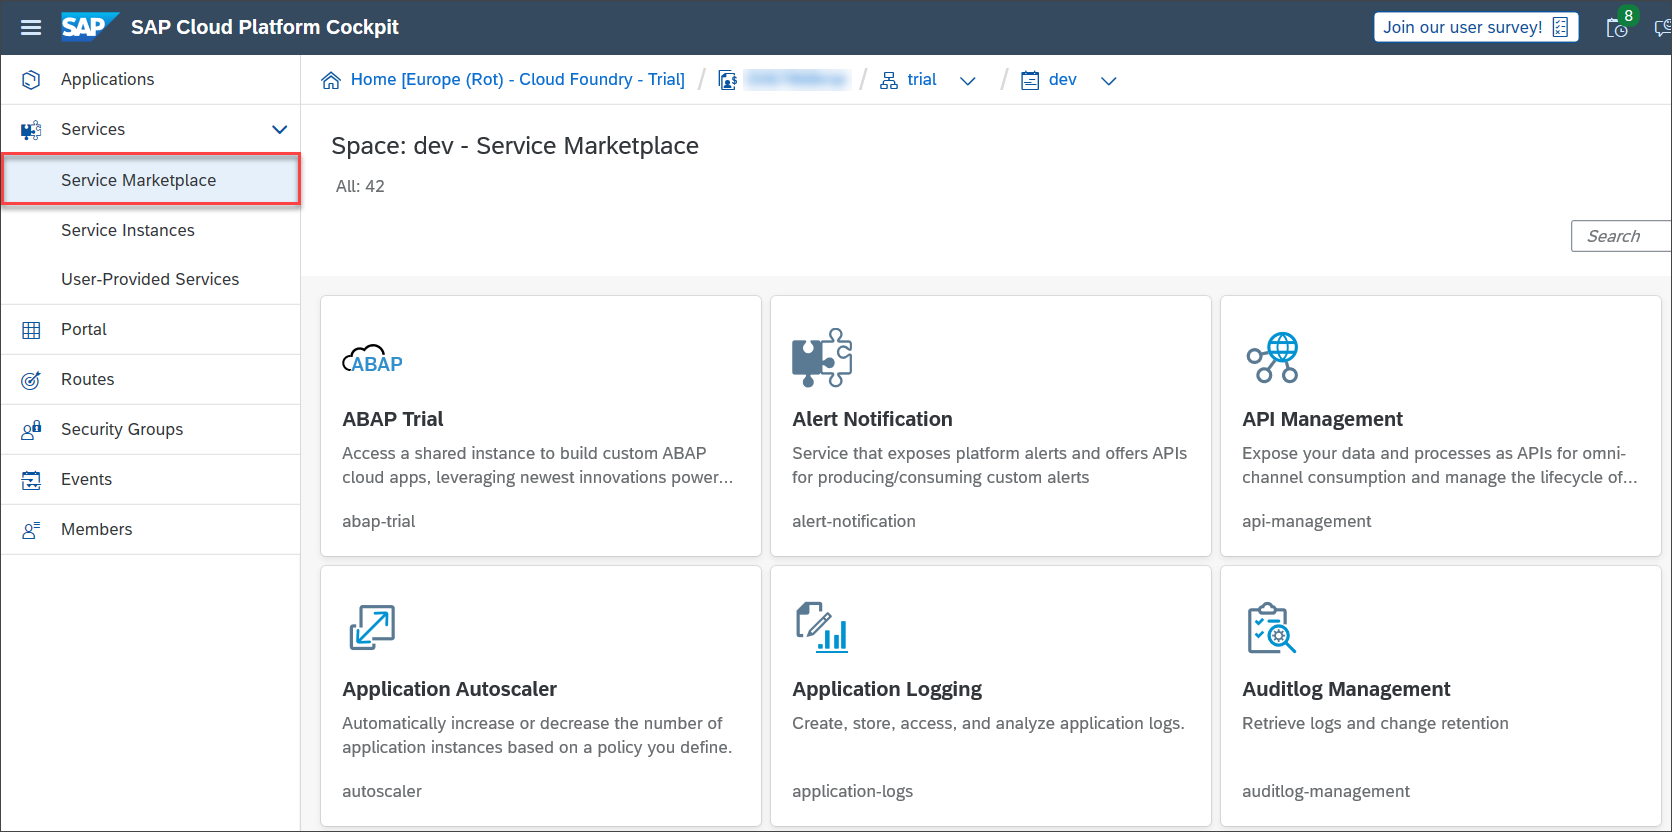 SAP SAP Cloud Platform Cockpit
Join our user survey!
8
Applications
Services
Service Marketplace
Service Instances
User-Provided Services
Portal
Routes
Security Groups
Events
Members
Home [Europe (Rot) - Cloud Foundry - Trial] / / trial / dev
Space: dev - Service Marketplace
All: 42
Search
ABAP
ABAP Trial
Access a shared instance to build custom ABAP
cloud apps, leveraging newest innovations power...
abap-trial
Alert Notification
Service that exposes platform alerts and offers APIs
for producing/consuming custom alerts
alert-notification
API Management
Expose your data and processes as APIs for omni-
channel consumption and manage the lifecycle of...
api-management
Application Autoscaler
Automatically increase or decrease the number of
application instances based on a policy you define.
autoscaler
Application Logging
Create, store, access, and analyze application logs.
application-logs
Auditlog Management
Retrieve logs and change retention
auditlog-management